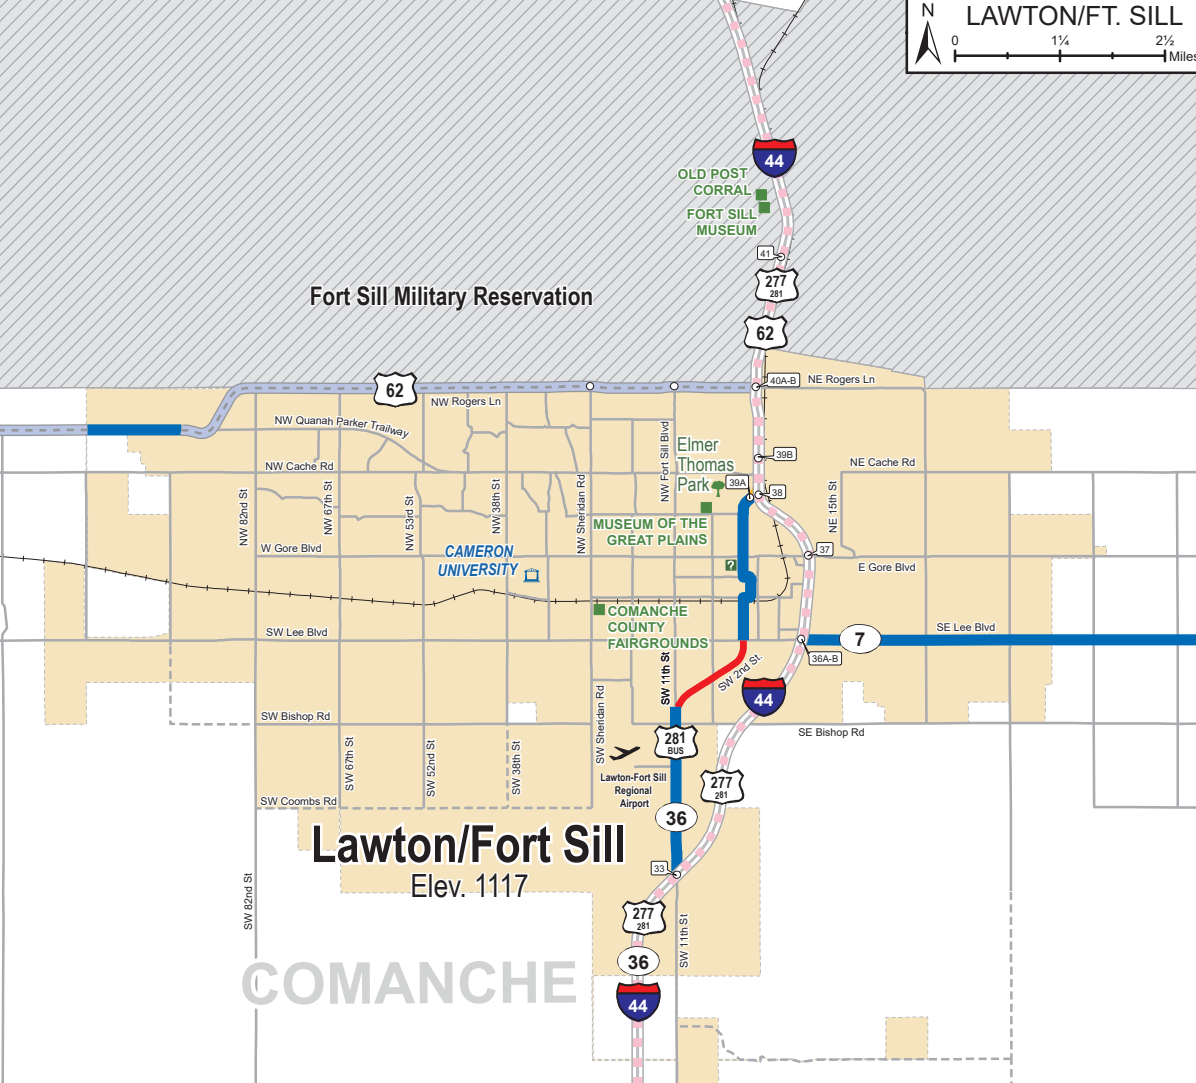 N
LAWTON/FT. SILL
0 1¼ 2½
Miles
44
OLD POST
CORRAL
FORT SILL
MUSEUM
41
277
281
Fort Sill Military Reservation
62
62
40A-B
NE Rogers Ln
NW Rogers Ln
NW Quanah Parker Trailway
NW Fort Sill Blvd
Elmer
Thomas
Park
39B
NW Cache Rd
NE Cache Rd
39A
38
NW 82nd St
NW 67th St
NW 53rd St
NW 38th St
NW Sheridan Rd
NE 15th St
MUSEUM OF THE
GREAT PLAINS
W Gore Blvd
37
E Gore Blvd
CAMERON
UNIVERSITY
?
COMANCHE
COUNTY
FAIRGROUNDS
SW Lee Blvd
SE Lee Blvd
7
36A-B
SW 11th St
SW 2nd St.
44
SW Bishop Rd
SE Bishop Rd
SW Sheridan Rd
SW 67th St
SW 52nd St
SW 38th St
281
BUS
Lawton-Fort Sill
Regional
Airport
277
281
SW Coombs Rd
36
Lawton/Fort Sill
Elev. 1117
33
SW 82nd St
277
281
SW 11th St
36
COMANCHE
44